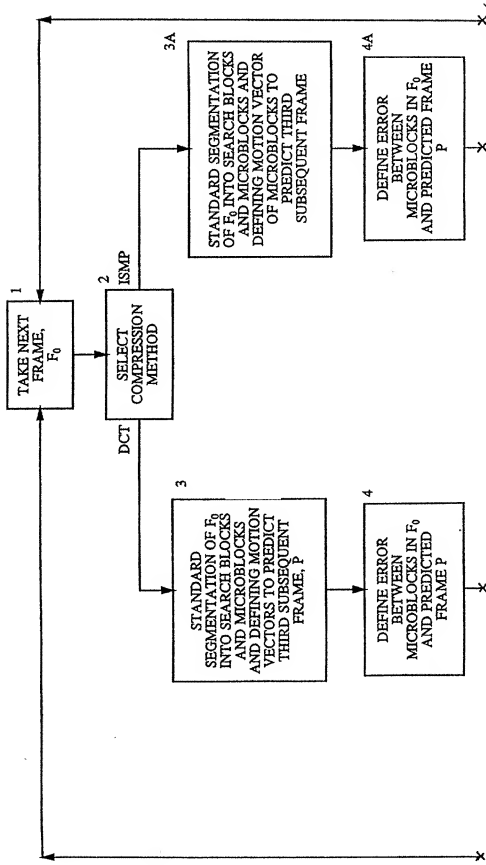 1
TAKE NEXT
FRAME,
F₀
2
SELECT
COMPRESSION
METHOD
DCT
ISMP
3
STANDARD
SEGMENTATION OF F₀
INTO SEARCH BLOCKS
AND MICROBLOCKS
AND DEFINING MOTION
VECTORS TO PREDICT
THIRD SUBSEQUENT
FRAME, P
4
DEFINE ERROR
BETWEEN
MICROBLOCKS IN F₀
AND PREDICTED
FRAME P
3A
STANDARD SEGMENTATION
OF F₀ INTO SEARCH BLOCKS
AND MICROBLOCKS AND
DEFINING MOTION VECTOR
OF MICROBLOCKS TO
PREDICT THIRD
SUBSEQUENT FRAME
4A
DEFINE ERROR
BETWEEN
MICROBLOCKS IN F₀
AND PREDICTED FRAME
P